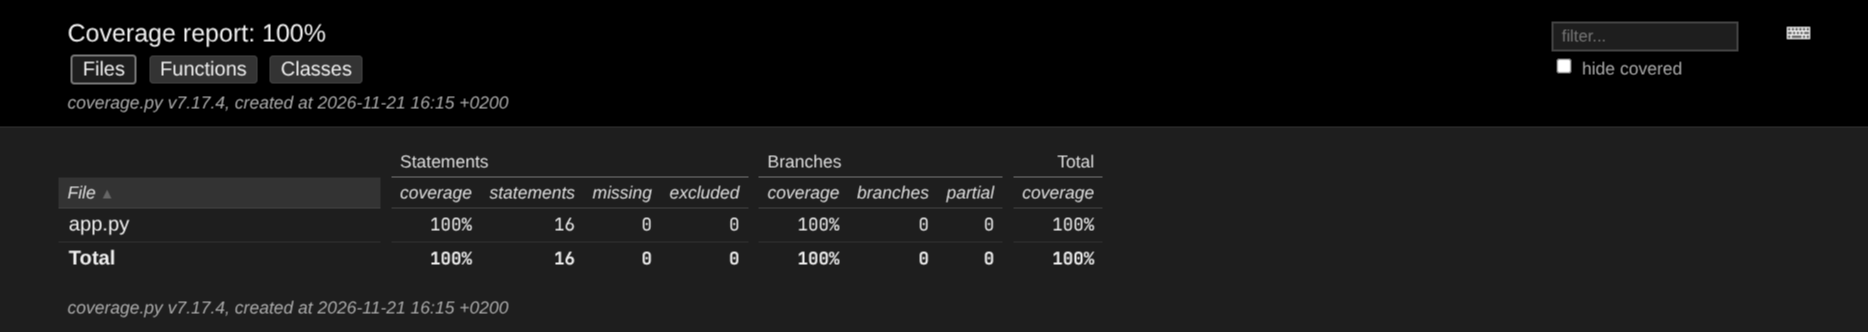 Coverage report: 100%
filter...
Files Functions Classes
hide covered
coverage.py v7.17.4, created at 2026-11-21 16:15 +0200
Statements Branches Total
File ▲ coverage statements missing excluded coverage branches partial coverage
app.py 100% 16 0 0 100% 0 0 100%
Total 100% 16 0 0 100% 0 0 100%
coverage.py v7.17.4, created at 2026-11-21 16:15 +0200